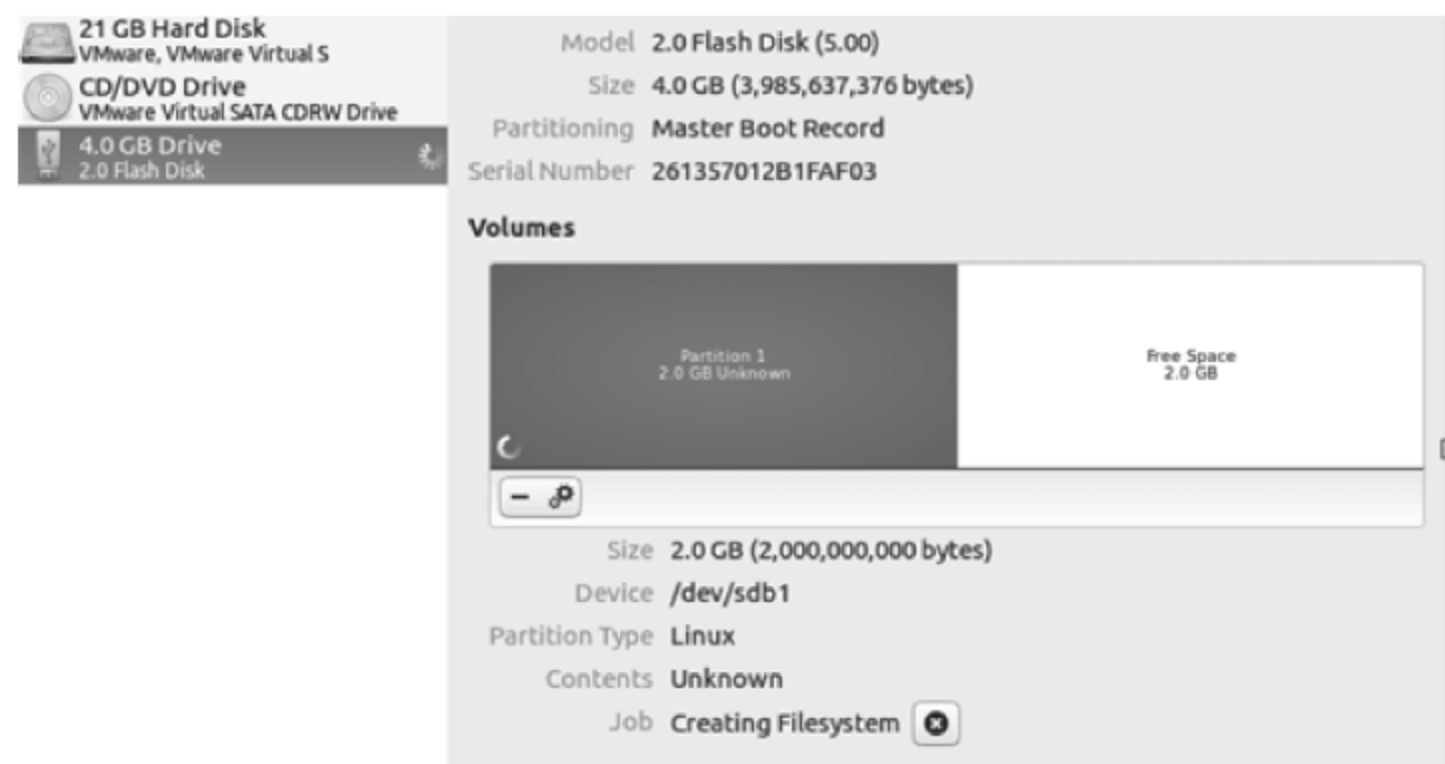 21 GB Hard Disk
VMware, VMware Virtual S
CD/DVD Drive
VMware Virtual SATA CDRW Drive
4.0 GB Drive
2.0 Flash Disk
Model 2.0 Flash Disk (5.00)
Size 4.0 GB (3,985,637,376 bytes)
Partitioning Master Boot Record
Serial Number 261357012B1FAF03
Volumes
Partition 1
2.0 GB Unknown
Free Space
2.0 GB
Size 2.0 GB (2,000,000,000 bytes)
Device /dev/sdb1
Partition Type Linux
Contents Unknown
Job Creating Filesystem